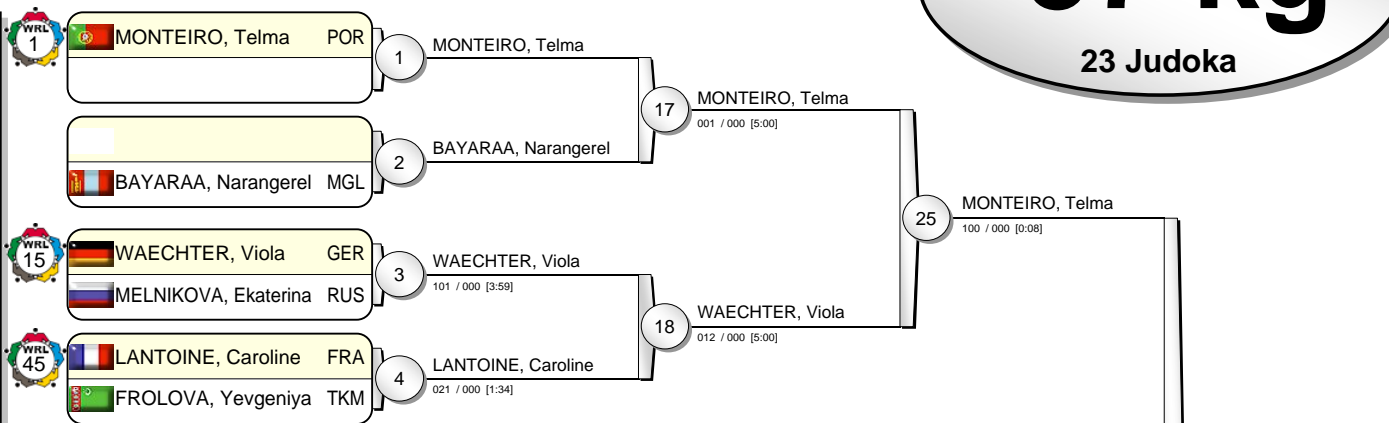 WRL
1
MONTEIRO, Telma POR
1
MONTEIRO, Telma
17
MONTEIRO, Telma
001 / 000 [5:00]
2
BAYARAA, Narangerel
BAYARAA, Narangerel MGL
25
MONTEIRO, Telma
100 / 000 [0:08]
WRL
15
WAECHTER, Viola GER
MELNIKOVA, Ekaterina RUS
3
WAECHTER, Viola
101 / 000 [3:59]
18
WAECHTER, Viola
012 / 000 [5:00]
WRL
45
LANTOINE, Caroline FRA
FROLOVA, Yevgeniya TKM
4
LANTOINE, Caroline
021 / 000 [1:34]
kg
23 Judoka